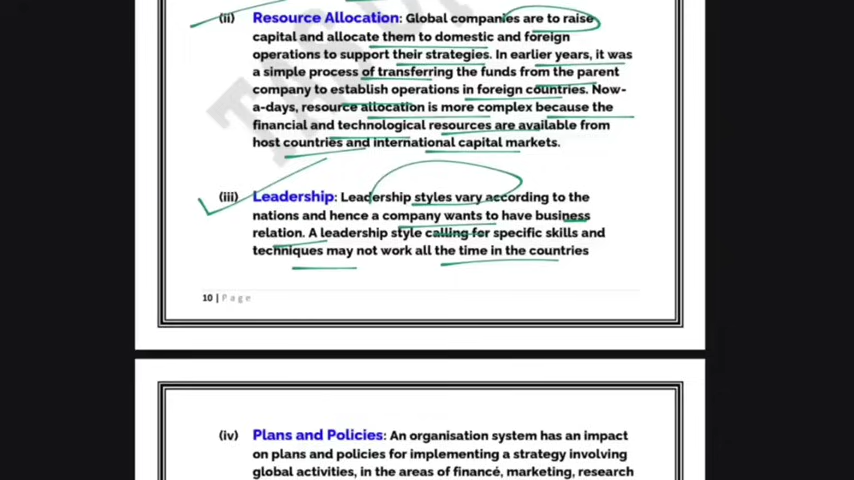 (ii) Resource Allocation: Global companies are to raise
capital and allocate them to domestic and foreign
operations to support their strategies. In earlier years, it was
a simple process of transferring the funds from the parent
company to establish operations in foreign countries. Now-
a-days, resource allocation is more complex because the
financial and technological resources are available from
host countries and international capital markets.
(iii) Leadership: Leadership styles vary according to the
nations and hence a company wants to have business
relation. A leadership style calling for specific skills and
techniques may not work all the time in the countries
10 | Page
(iv) Plans and Policies: An organisation system has an impact
on plans and policies for implementing a strategy involving
global activities, in the areas of finance, marketing, research